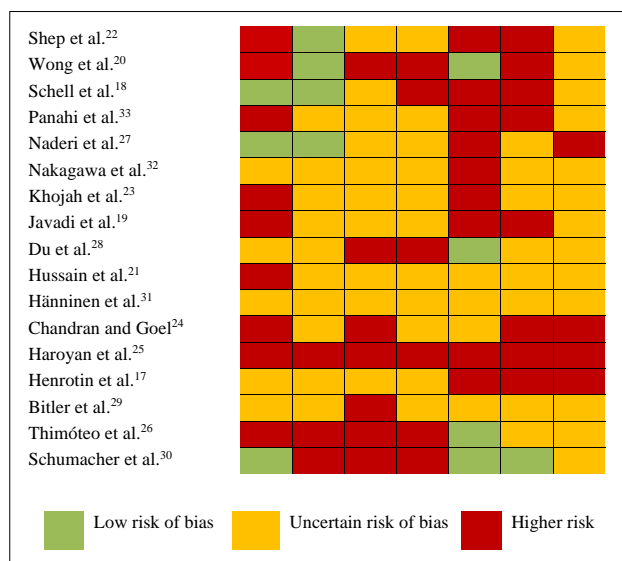 Shep et al.22
Wong et al.20
Schell et al.18
Panahi et al.33
Naderi et al.27
Nakagawa et al.32
Khojah et al.23
Javadi et al.19
Du et al.28
Hussain et al.21
Hänninen et al.31
Chandran and Goel24
Haroyan et al.25
Henrotin et al.17
Bitler et al.29
Thimóteo et al.26
Schumacher et al.30
Low risk of bias Uncertain risk of bias Higher risk